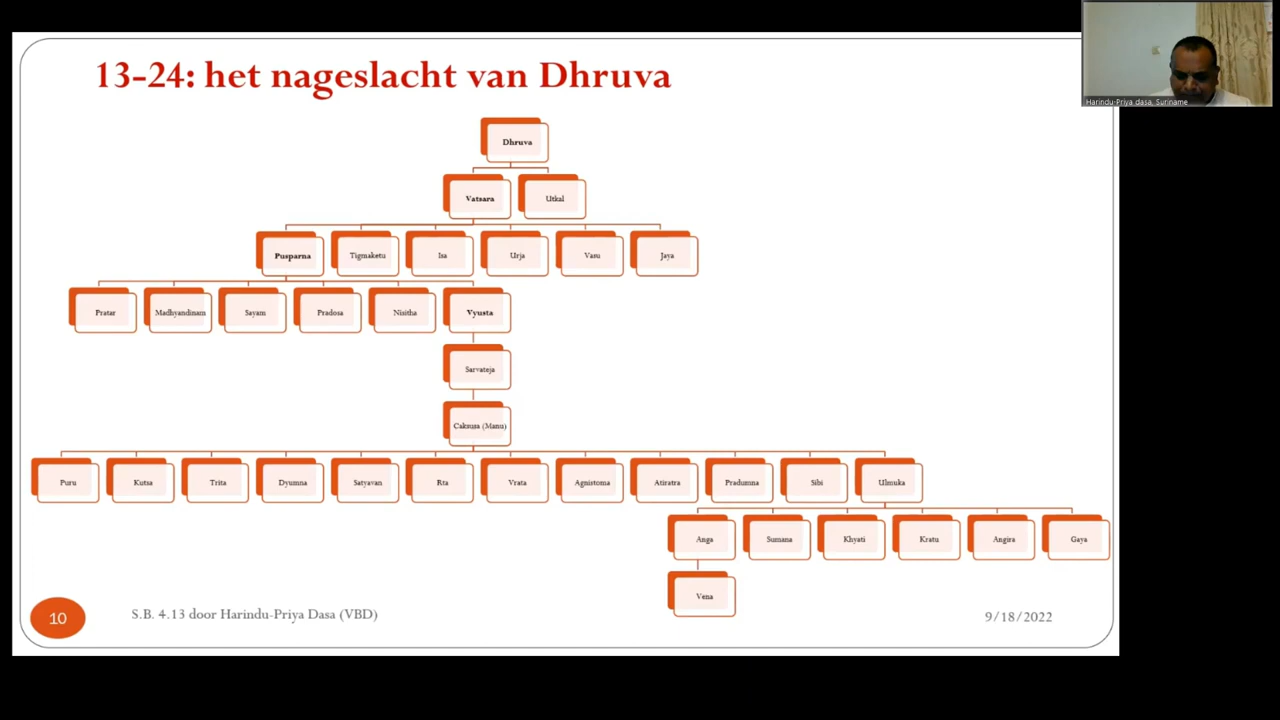 13-24: het nageslacht van Dhruva
Harindu-Priya dasa, Suriname
Dhruva
Vatsara
Utkal
Pusparna
Tigmaketu
Isa
Urja
Vasu
Jaya
Pratar
Madhyandinam
Sayam
Pradosa
Nisitha
Vyusta
Sarvateja
Caksusa (Manu)
Puru
Kutsa
Trita
Dyumna
Satyavan
Rta
Vrata
Agnistoma
Atiratra
Pradumna
Sibi
Ulmuka
Anga
Sumana
Khyati
Kratu
Angira
Gaya
Vena
10
S.B. 4.13 door Harindu-Priya Dasa (VBD)
9/18/2022